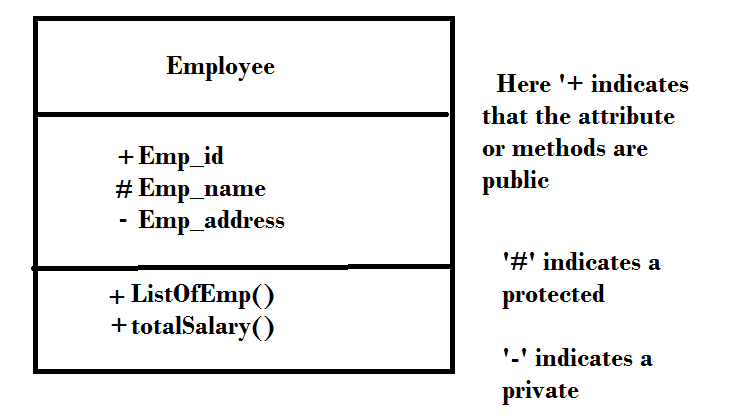 Employee
+ Emp_id
# Emp_name
- Emp_address
+ ListOfEmp()
+ totalSalary()
Here '+ indicates
that the attribute
or methods are
public
'#' indicates a
protected
'-' indicates a
private